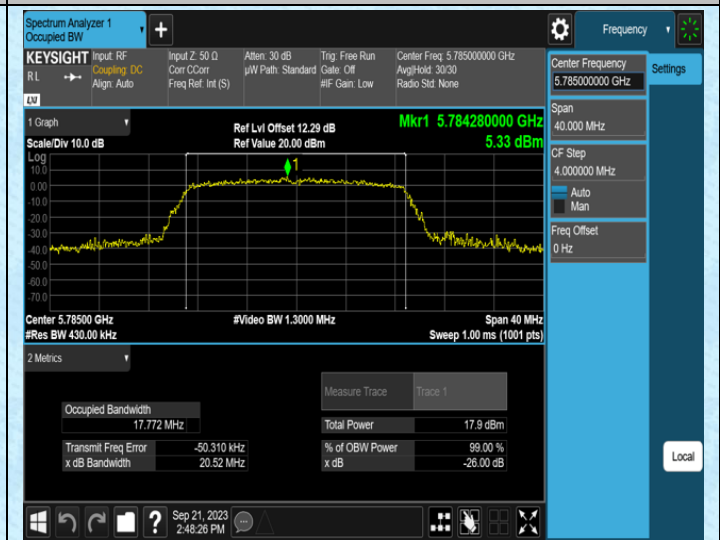 Spectrum Analyzer 1
Occupied BW
+
Frequency
KEYSIGHT
R L
LXI
Input: RF
Coupling: DC
Align: Auto
Input Z: 50 Ω
Corr CCorr
Freq Ref: Int (S)
Atten: 30 dB
µW Path: Standard
Trig: Free Run
Gate: Off
#IF Gain: Low
Center Freq: 5.785000000 GHz
Avg|Hold: 30/30
Radio Std: None
Center Frequency
5.785000000 GHz
Settings
Span
40.000 MHz
CF Step
4.000000 MHz
Auto
Man
Freq Offset
0 Hz
Local
1 Graph
Scale/Div 10.0 dB
Ref Lvl Offset 12.29 dB
Ref Value 20.00 dBm
Mkr1 5.784280000 GHz
5.33 dBm
Log
10.0
0.00
-10.0
-20.0
-30.0
-40.0
-50.0
-60.0
-70.0
1
Center 5.78500 GHz
#Res BW 430.00 kHz
#Video BW 1.3000 MHz
Span 40 MHz
Sweep 1.00 ms (1001 pts)
2 Metrics
Measure Trace
Trace 1
Occupied Bandwidth
17.772 MHz
Total Power
17.9 dBm
Transmit Freq Error
-50.310 kHz
% of OBW Power
99.00 %
x dB Bandwidth
20.52 MHz
x dB
-26.00 dB
?
Sep 21, 2023
2:48:26 PM